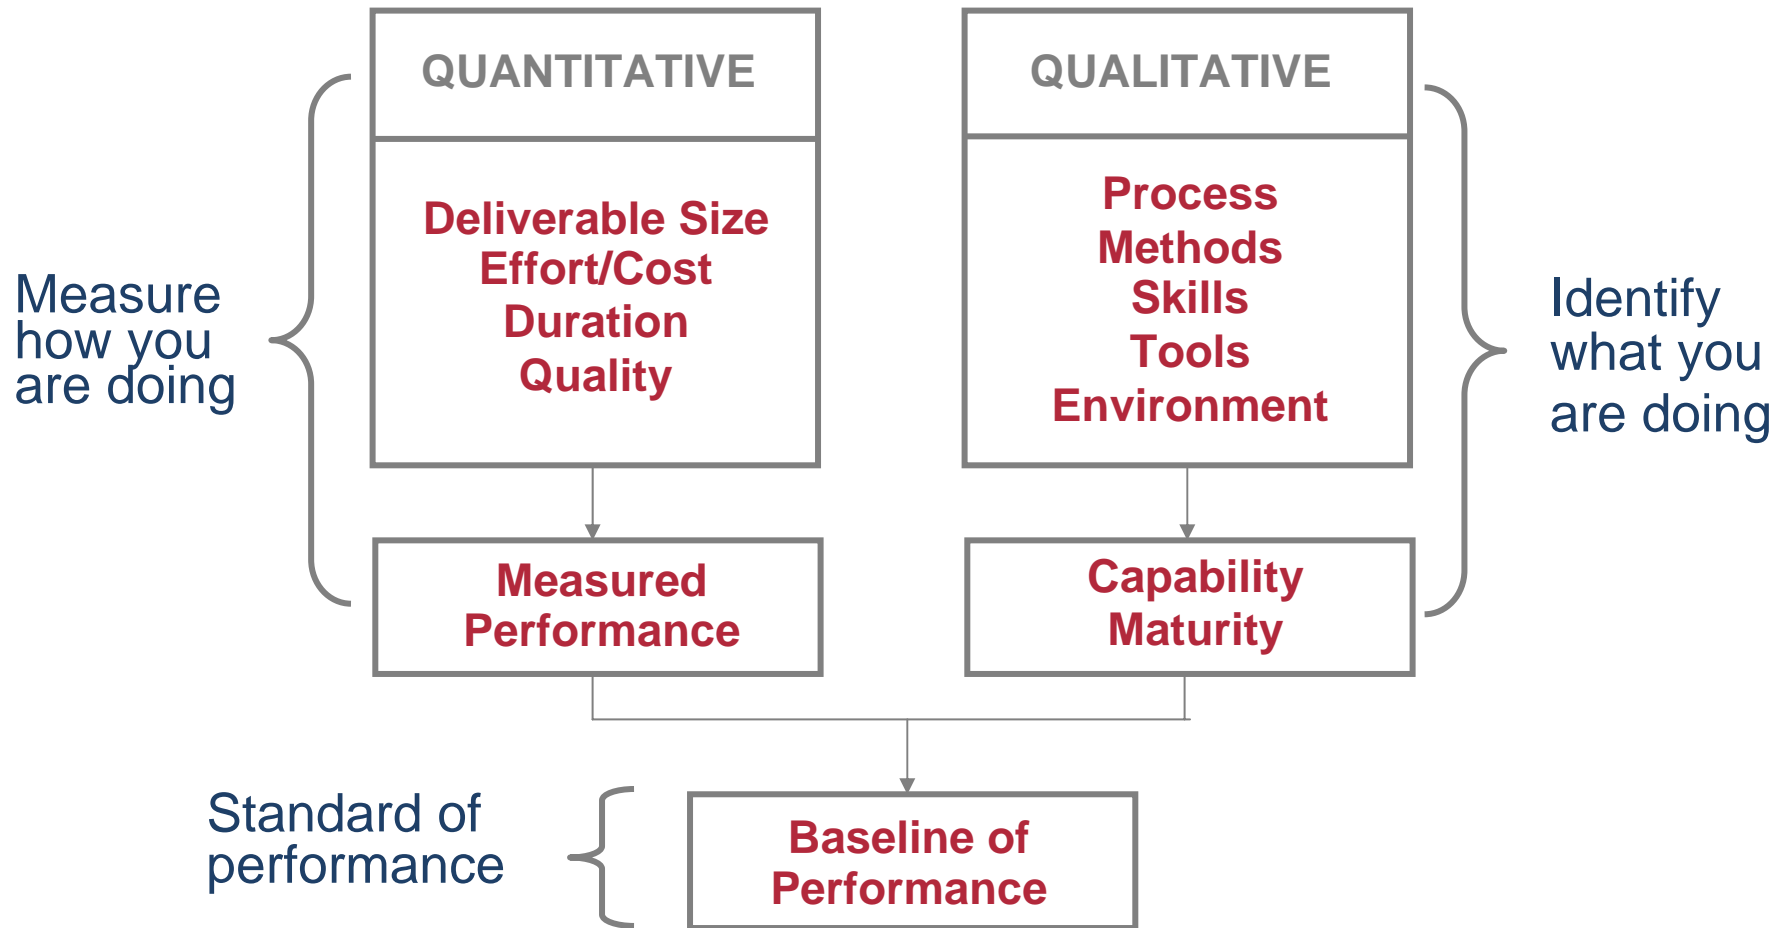 QUANTITATIVE
Deliverable Size
Effort/Cost
Duration
Quality
Measure
how you
are doing
Measured
Performance
QUALITATIVE
Process
Methods
Skills
Tools
Environment
Identify
what you
are doing
Capability
Maturity
Standard of
performance
Baseline of
Performance